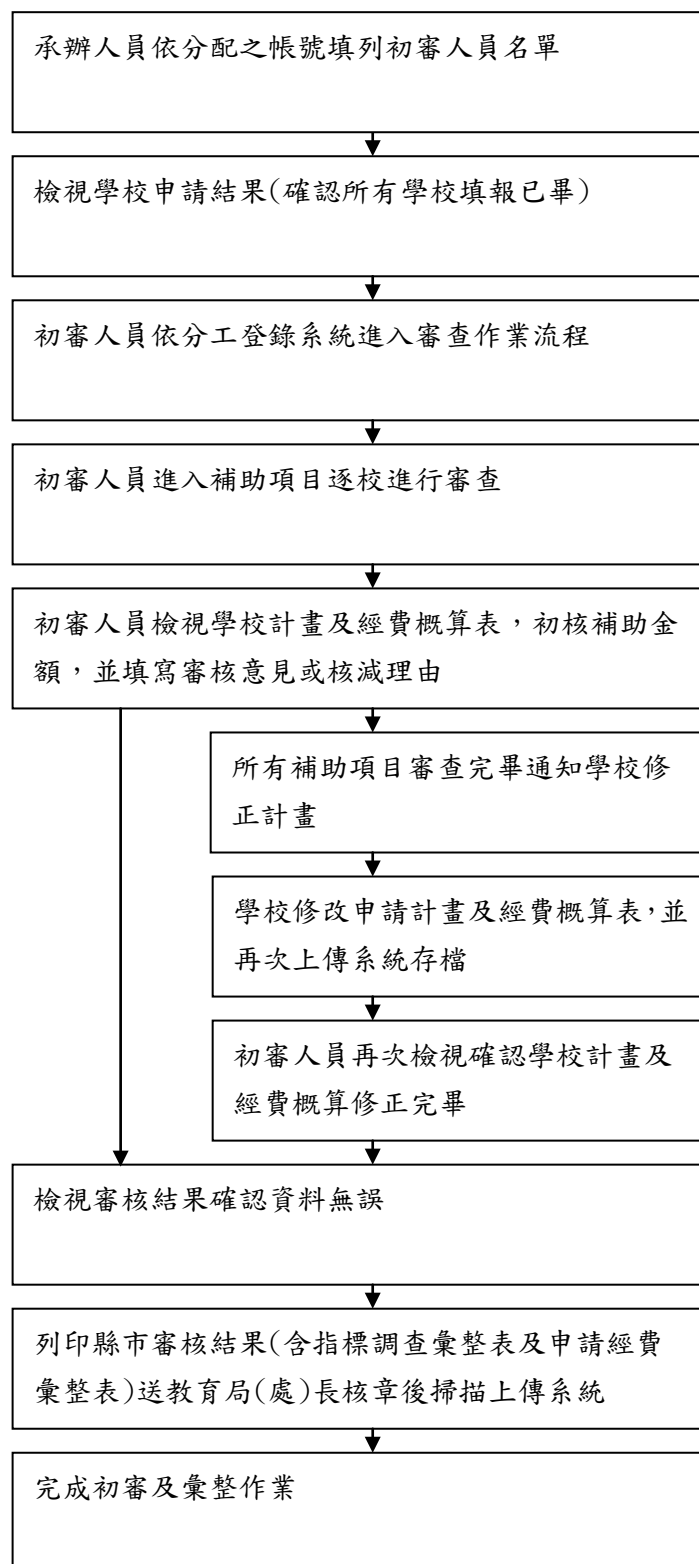 承辦人員依分配之帳號填列初審人員名單
檢視學校申請結果(確認所有學校填報已畢)
初審人員依分工登錄系統進入審查作業流程
初審人員進入補助項目逐校進行審查
初審人員檢視學校計畫及經費概算表，初核補助金
額，並填寫審核意見或核減理由
所有補助項目審查完畢通知學校修
正計畫
學校修改申請計畫及經費概算表，並
再次上傳系統存檔
初審人員再次檢視確認學校計畫及
經費概算修正完畢
檢視審核結果確認資料無誤
列印縣市審核結果(含指標調查彙整表及申請經費
彙整表)送教育局(處)長核章後掃描上傳系統
完成初審及彙整作業